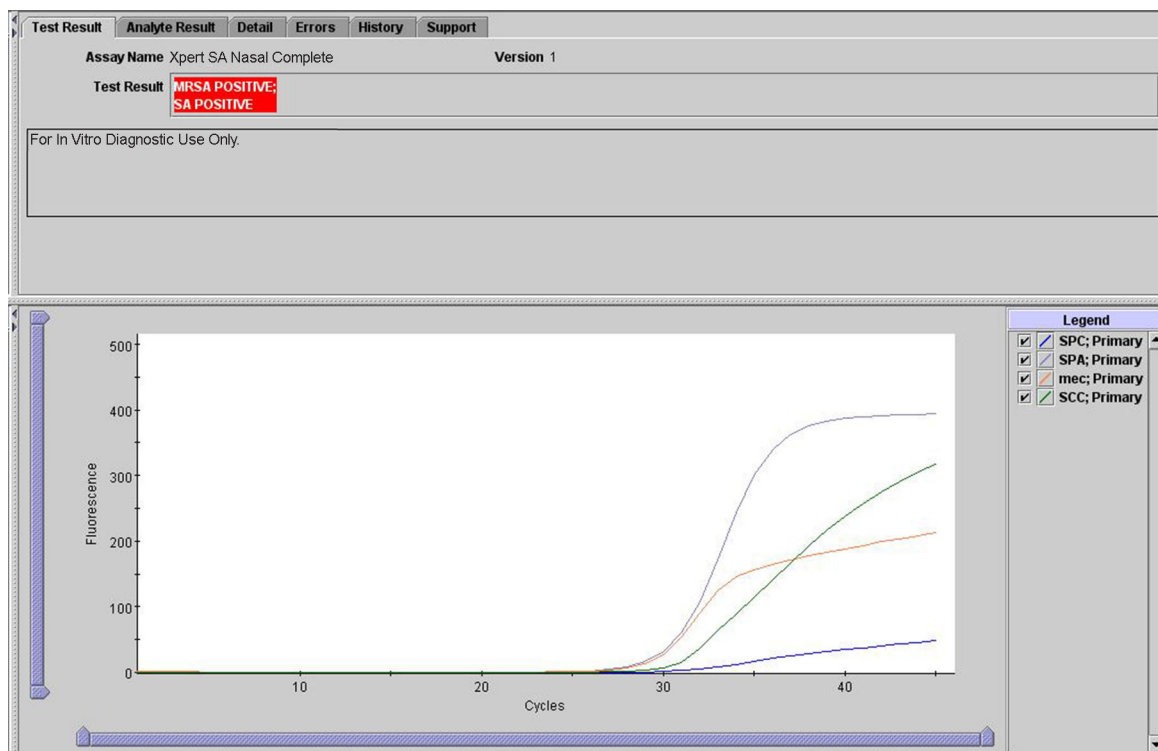 Test Result Analyte Result Detail Errors History Support
Assay Name Xpert SA Nasal Complete Version 1
Test Result MRSA POSITIVE;
SA POSITIVE
For In Vitro Diagnostic Use Only.
Legend
SPC; Primary
SPA; Primary
mec; Primary
SCC; Primary
500
400
300
200
100
0
Fluorescence
10 20 30 40
Cycles